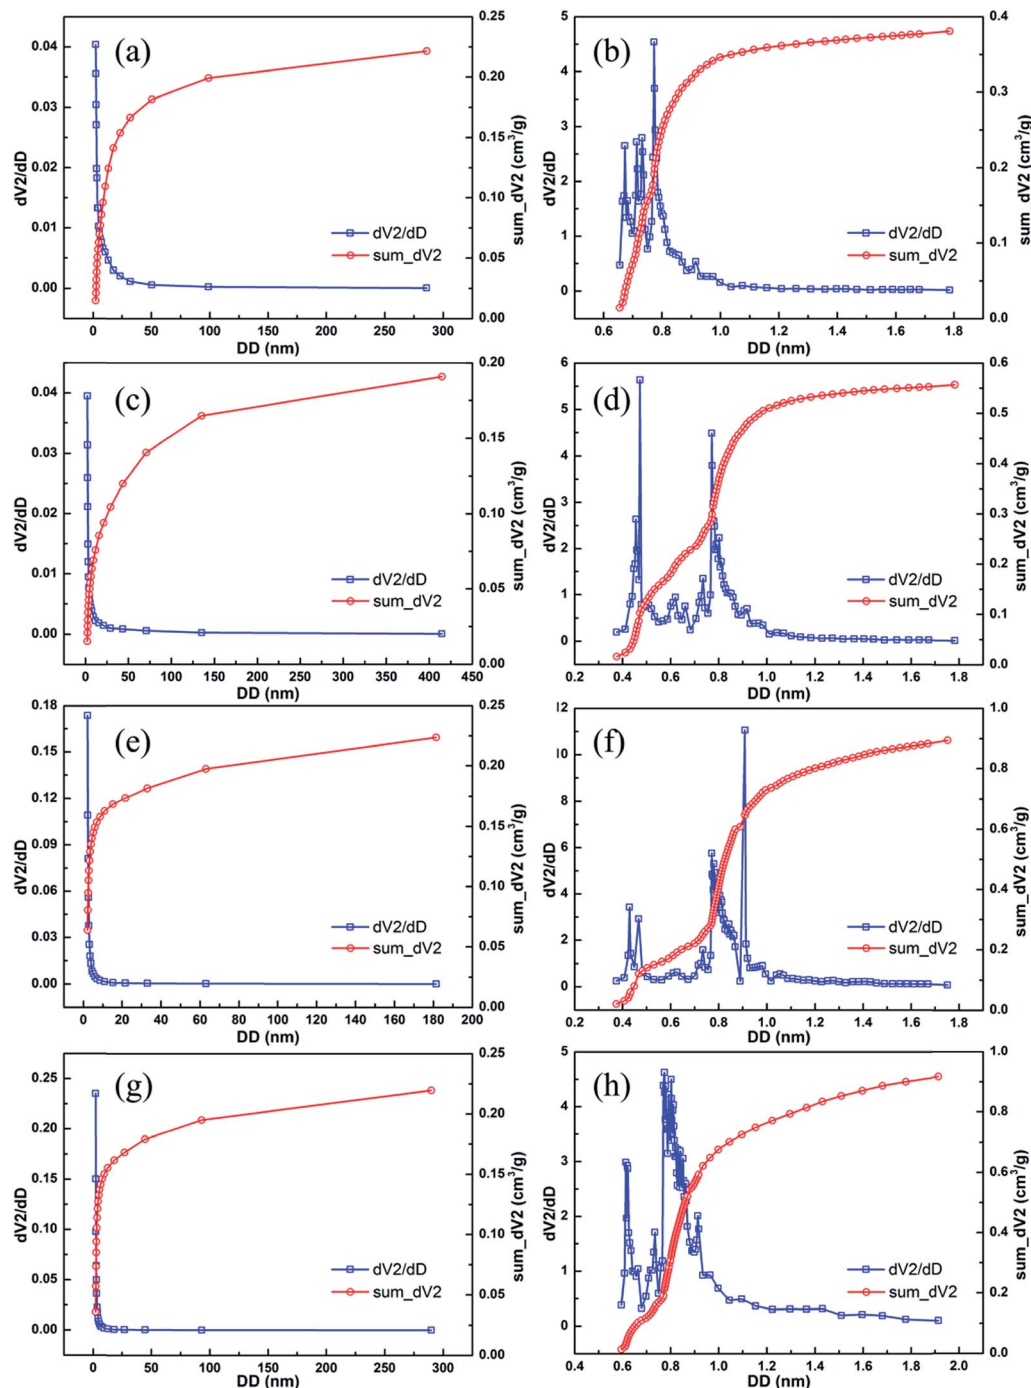 (a)
dV2/dD
0.04
0.03
0.02
0.01
0.00
0.25
0.20
0.15
0.10
0.05
0.00
sum_dV2 (cm³/g)
dV2/dD
sum_dV2
0 50 100 150 200 250 300
DD (nm)
(b)
dV2/dD
5
4
3
2
1
0
0.4
0.3
0.2
0.1
0.0
sum_dV2 (cm³/g)
dV2/dD
sum_dV2
0.6 0.8 1.0 1.2 1.4 1.6 1.8
DD (nm)
(c)
dV2/dD
0.04
0.03
0.02
0.01
0.00
0.20
0.15
0.10
0.05
0.00
sum_dV2 (cm³/g)
dV2/dD
sum_dV2
0 50 100 150 200 250 300 350 400 450
DD (nm)
(d)
dV2/dD
6
5
4
3
2
1
0
0.6
0.5
0.4
0.3
0.2
0.1
0.0
sum_dV2 (cm³/g)
dV2/dD
sum_dV2
0.4 0.6 0.8 1.0 1.2 1.4 1.6 1.8
DD (nm)
(e)
dV2/dD
0.18
0.15
0.12
0.09
0.06
0.03
0.00
0.25
0.20
0.15
0.10
0.05
0.00
sum_dV2 (cm³/g)
dV2/dD
sum_dV2
0 20 40 60 80 100 120 140 160 180 200
DD (nm)
(f)
dV2/dD
12
10
8
6
4
2
0
1.0
0.8
0.6
0.4
0.2
0.0
sum_dV2 (cm³/g)
dV2/dD
sum_dV2
0.2 0.4 0.6 0.8 1.0 1.2 1.4 1.6 1.8
DD (nm)
(g)
dV2/dD
0.25
0.20
0.15
0.10
0.05
0.00
0.25
0.20
0.15
0.10
0.05
0.00
sum_dV2 (cm³/g)
dV2/dD
sum_dV2
0 50 100 150 200 250 300
DD (nm)
(h)
dV2/dD
5
4
3
2
1
0
1.0
0.8
0.6
0.4
0.2
0.0
sum_dV2 (cm³/g)
dV2/dD
sum_dV2
0.4 0.6 0.8 1.0 1.2 1.4 1.6 1.8 2.0
DD (nm)